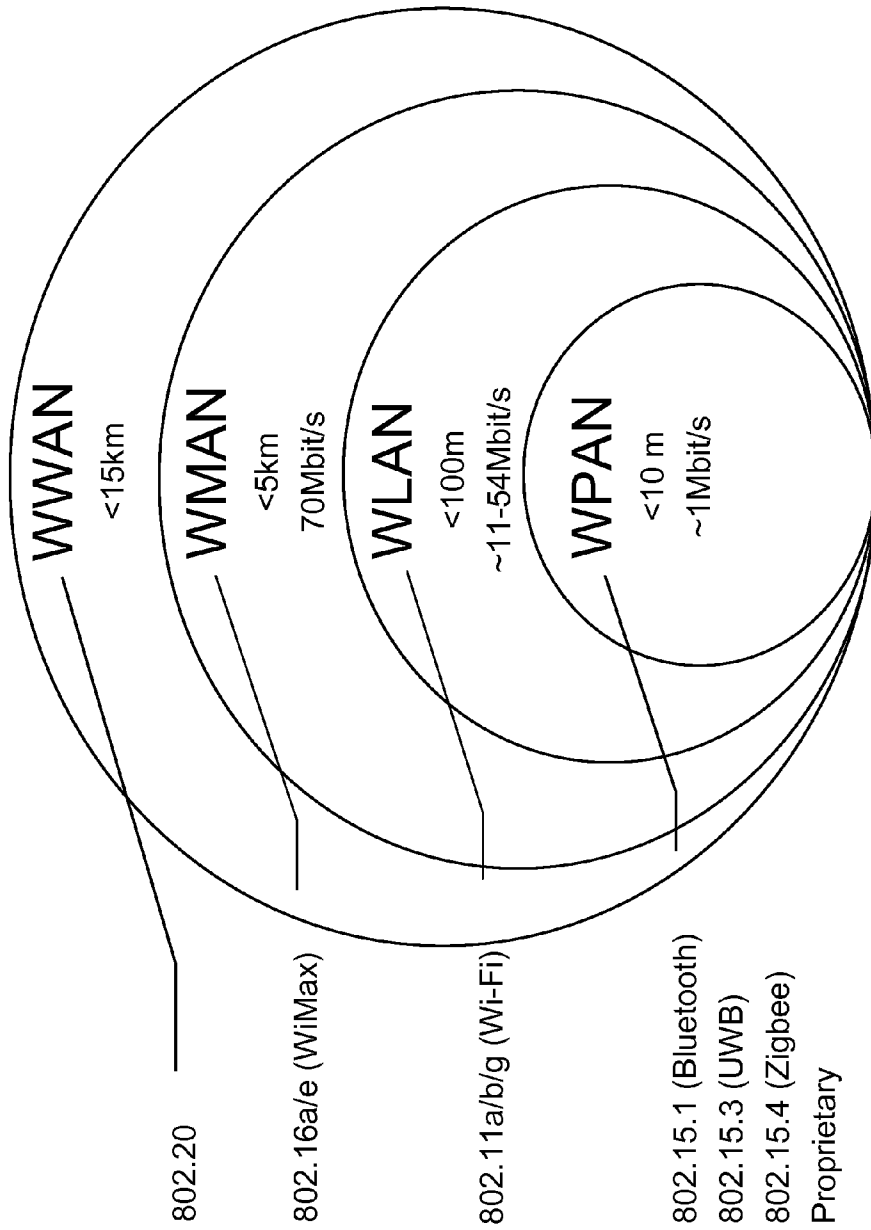 WWAN
<15km
WMAN
<5km
70Mbit/s
WLAN
<100m
~11-54Mbit/s
WPAN
<10 m
~1Mbit/s
802.20
802.16a/e (WiMax)
802.11a/b/g (Wi-Fi)
802.15.1 (Bluetooth)
802.15.3 (UWB)
802.15.4 (Zigbee)
Proprietary